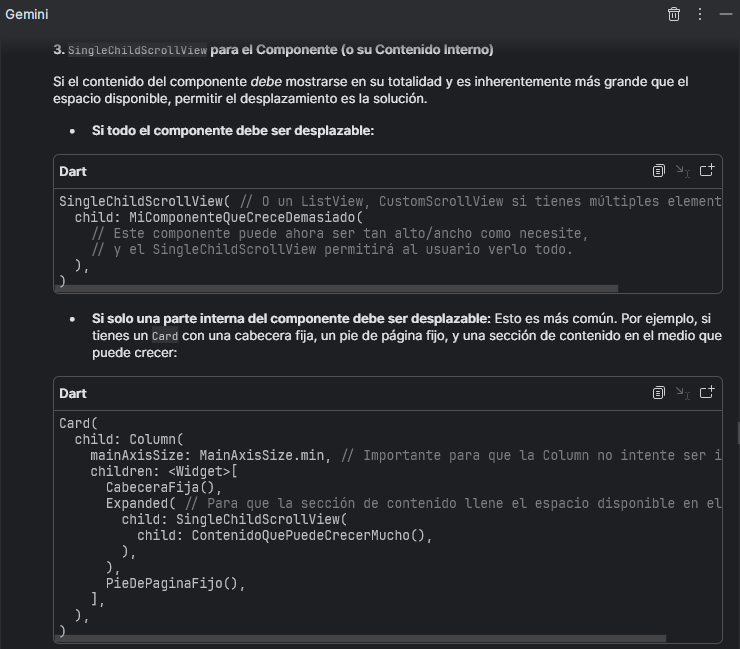 Gemini
3. SingleChildScrollView para el Componente (o su Contenido Interno)
Si el contenido del componente debe mostrarse en su totalidad y es inherentemente más grande que el
espacio disponible, permitir el desplazamiento es la solución.
• Si todo el componente debe ser desplazable:
Dart
SingleChildScrollView( // O un ListView, CustomScrollView si tienes múltiples element
  child: MiComponenteQueCreceDemasiado(
    // Este componente puede ahora ser tan alto/ancho como necesite,
    // y el SingleChildScrollView permitirá al usuario verlo todo.
  ),
)
• Si solo una parte interna del componente debe ser desplazable: Esto es más común. Por ejemplo, si
tienes un Card con una cabecera fija, un pie de página fijo, y una sección de contenido en el medio que
puede crecer:
Dart
Card(
  child: Column(
    mainAxisSize: MainAxisSize.min, // Importante para que la Column no intente ser i
    children: <Widget>[
      CabeceraFija(),
      Expanded( // Para que la sección de contenido llene el espacio disponible en el
        child: SingleChildScrollView(
          child: ContenidoQuePuedeCrecerMucho(),
        ),
      ),
      PieDePaginaFijo(),
    ],
  ),
)